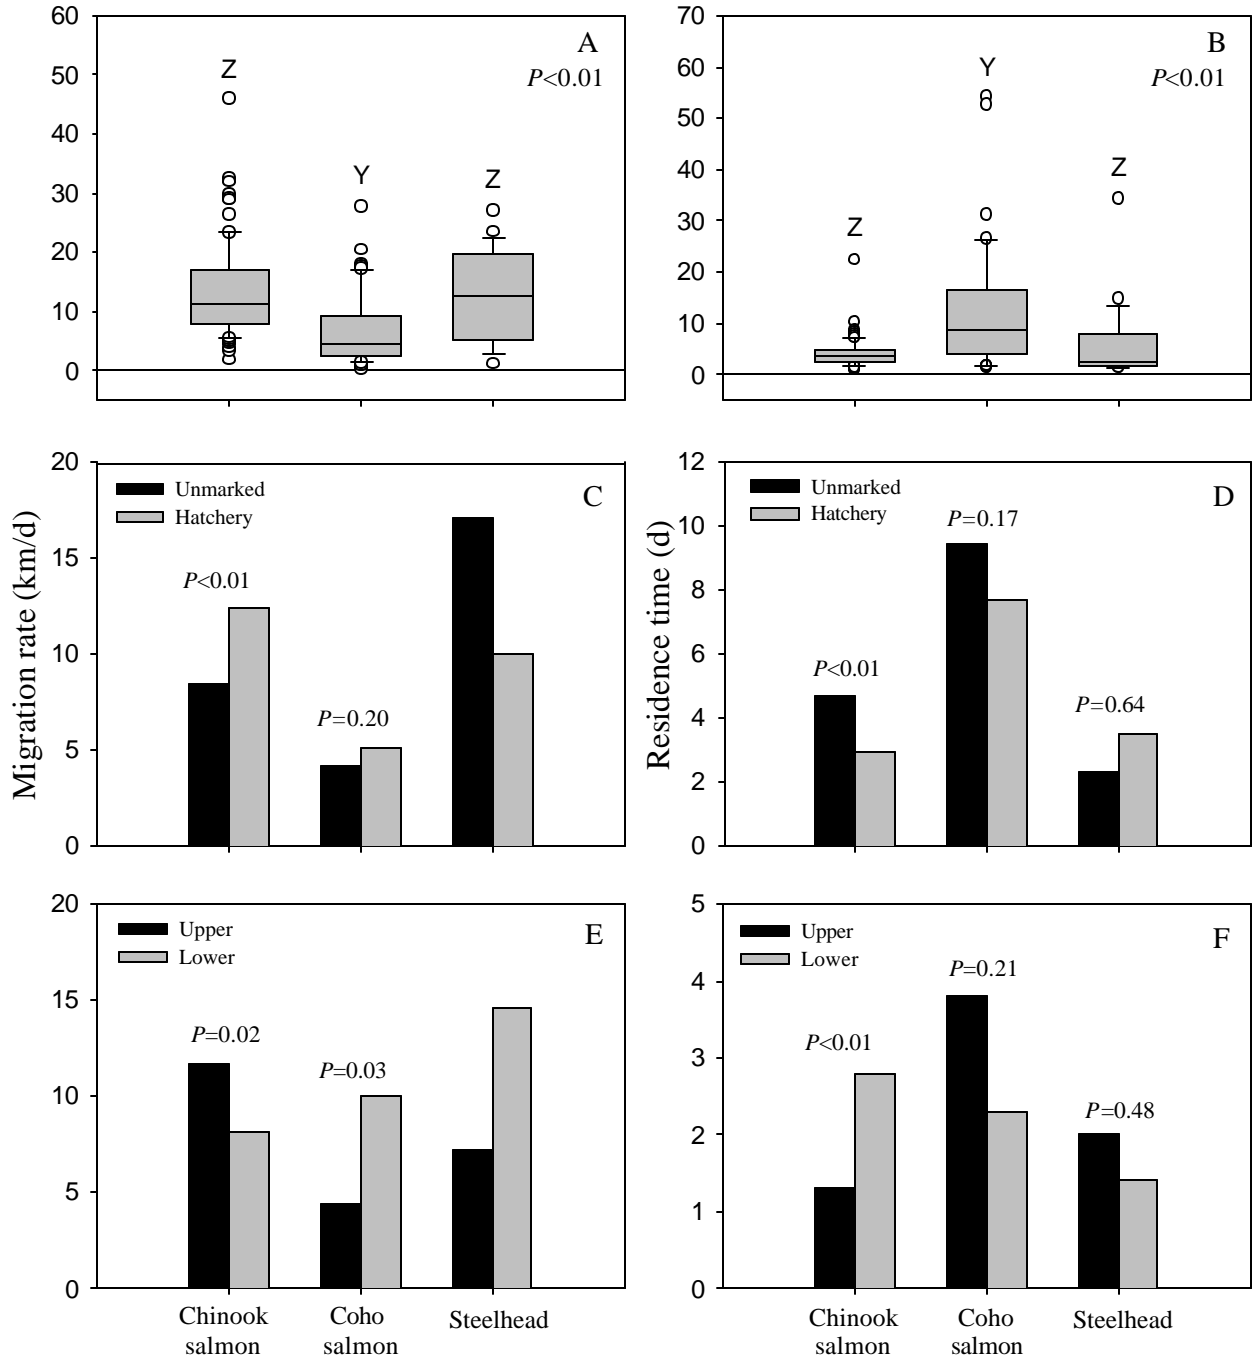 60
50
40
30
20
10
0
A
P<0.01
Z
Y
Z
70
60
50
40
30
20
10
0
B
P<0.01
Z
Y
Z
Migration rate (km/d)
20
15
10
5
0
Unmarked
Hatchery
C
P<0.01
P=0.20
Residence time (d)
12
10
8
6
4
2
0
Unmarked
Hatchery
D
P<0.01
P=0.17
P=0.64
20
15
10
5
0
Upper
Lower
E
P=0.02
P=0.03
Chinook
salmon
Coho
salmon
Steelhead
5
4
3
2
1
0
Upper
Lower
F
P<0.01
P=0.21
P=0.48
Chinook
salmon
Coho
salmon
Steelhead